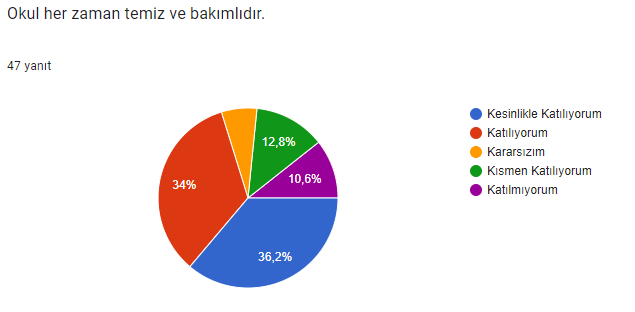 Okul her zaman temiz ve bakımlıdır.
47 yanıt
12,8%
10,6%
34%
36,2%
Kesinlikle Katılıyorum
Katılıyorum
Kararsızım
Kısmen Katılıyorum
Katılmıyorum